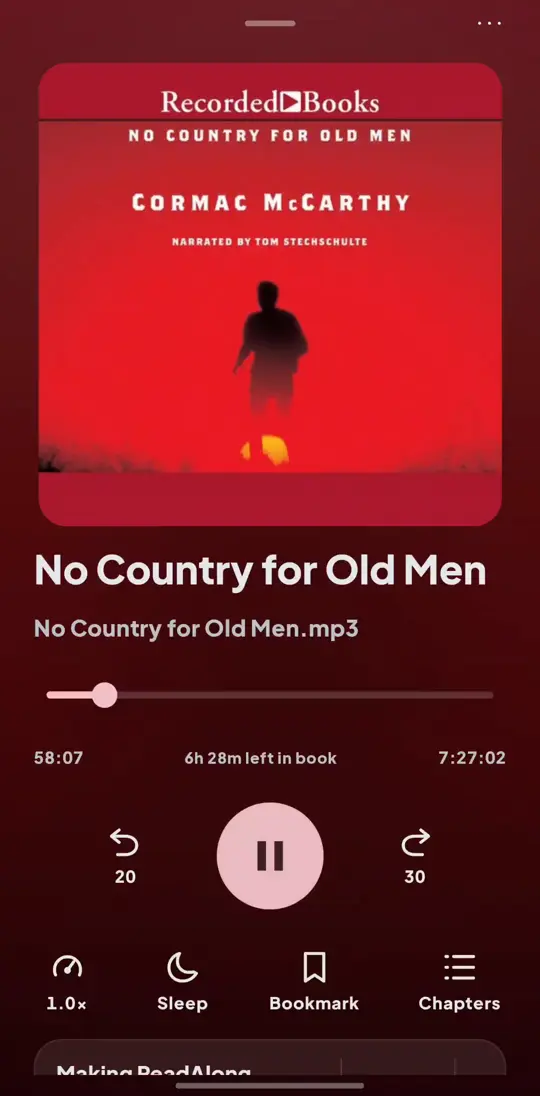 Recorded Books
NO COUNTRY FOR OLD MEN
CORMAC McCARTHY
NARRATED BY TOM STECHSCHULTE
No Country for Old Men
No Country for Old Men.mp3
58:07 6h 28m left in book 7:27:02
20 30
1.0× Sleep Bookmark Chapters
Making ReadAlong